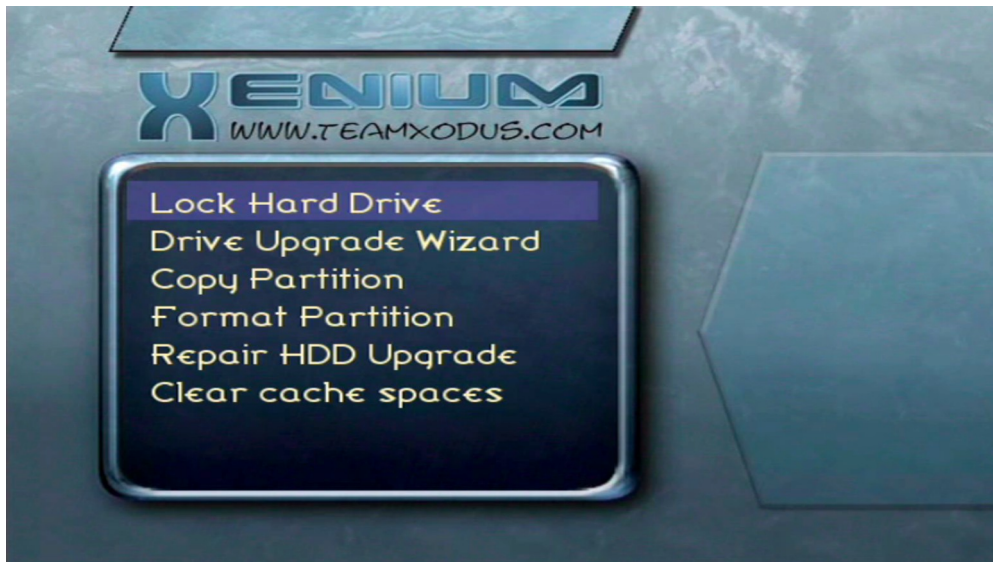 XENIUM
WWW.TEAMXODUS.COM
Lock Hard Drive
Drive Upgrade Wizard
Copy Partition
Format Partition
Repair HDD Upgrade
Clear cache spaces